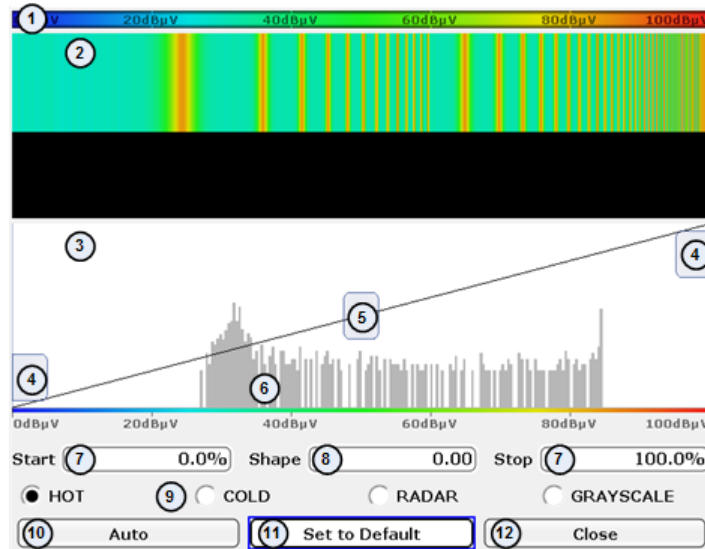 1 V 20dBµV 40dBµV 60dBµV 80dBµV 100dBµV
2
3
4
5
4
6
0dBµV 20dBµV 40dBµV 60dBµV 80dBµV 100dBµV
Start 7 0.0% Shape 8 0.00 Stop 7 100.0%
HOT 9 COLD RADAR GRAYSCALE
10 Auto 11 Set to Default 12 Close